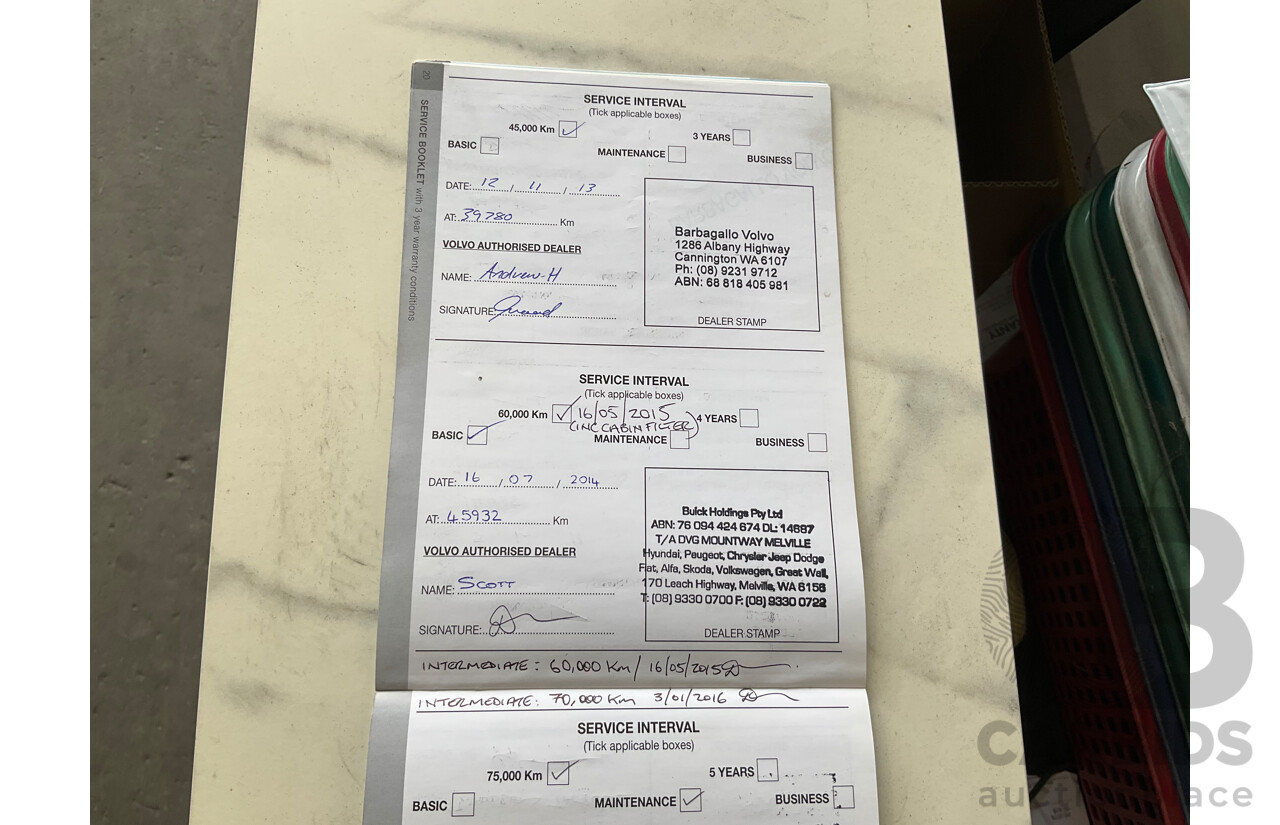 20
SERVICE BOOKLET with 3 year warranty conditions
SERVICE INTERVAL
(Tick applicable boxes)
45,000 Km
3 YEARS
BASIC
MAINTENANCE
BUSINESS
DATE: 12 / 11 / 13
AT: 39780 Km
VOLVO AUTHORISED DEALER
NAME: Andrew-H
SIGNATURE:
Barbagallo Volvo
1286 Albany Highway
Cannington WA 6107
Ph: (08) 9231 9712
ABN: 68 818 405 981
DEALER STAMP
SERVICE INTERVAL
(Tick applicable boxes)
60,000 Km 16/05/2015 4 YEARS
(INC CABIN FILTER)
BASIC
MAINTENANCE
BUSINESS
DATE: 16 / 07 / 2014
AT: 45932 Km
VOLVO AUTHORISED DEALER
NAME: SCOTT
SIGNATURE:
Buick Holdings Pty Ltd
ABN: 76 094 424 674 DL: 14687
T/A DVG MOUNTWAY MELVILLE
Hyundai, Peugeot, Chrysler Jeep Dodge
Fiat, Alfa, Skoda, Volkswagen, Great Wall,
170 Leach Highway, Melville, WA 6156
T: (08) 9330 0700 F: (08) 9330 0722
DEALER STAMP
INTERMEDIATE: 60,000 Km / 16/05/2015
INTERMEDIATE: 70,000 Km 3/01/2016
SERVICE INTERVAL
(Tick applicable boxes)
75,000 Km
5 YEARS
BASIC
MAINTENANCE
BUSINESS